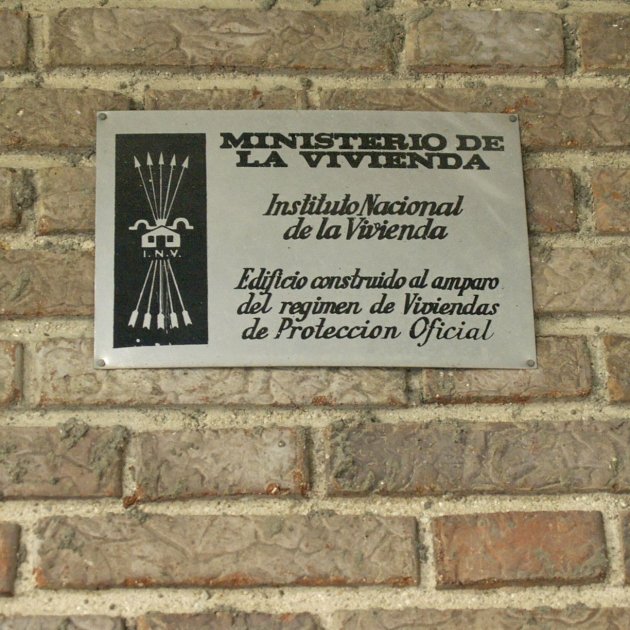 MINISTERIO DE
LA VIVIENDA
Instituto Nacional
de la Vivienda
I.N.V.
Edificio construido al amparo
del regimen de Viviendas
de Proteccion Oficial